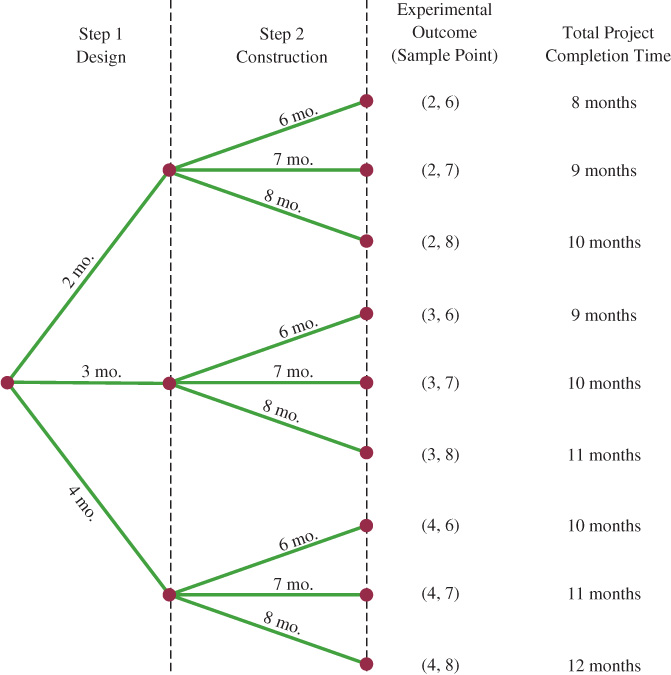 Step 1
Design
Step 2
Construction
Experimental
Outcome
(Sample Point)
Total Project
Completion Time
6 mo.
(2, 6)
8 months
7 mo.
(2, 7)
9 months
8 mo.
(2, 8)
10 months
2 mo.
6 mo.
(3, 6)
9 months
3 mo.
7 mo.
(3, 7)
10 months
8 mo.
(3, 8)
11 months
4 mo.
6 mo.
(4, 6)
10 months
7 mo.
(4, 7)
11 months
8 mo.
(4, 8)
12 months